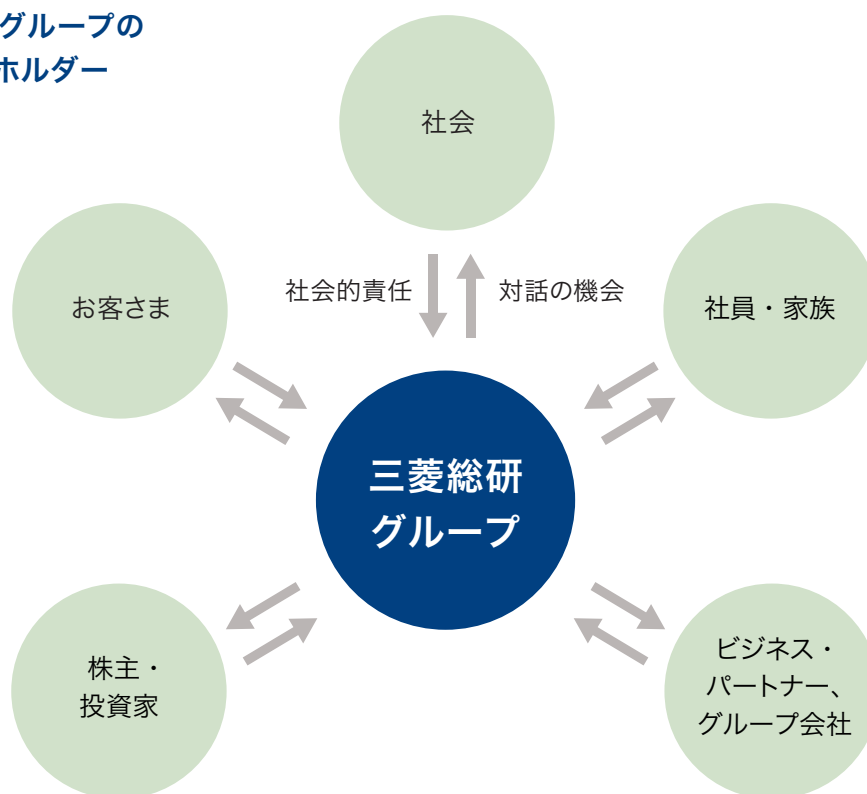 グループの
ホルダー
社会
社会的責任
対話の機会
お客さま
社員・家族
三菱総研
グループ
株主・
投資家
ビジネス・
パートナー、
グループ会社